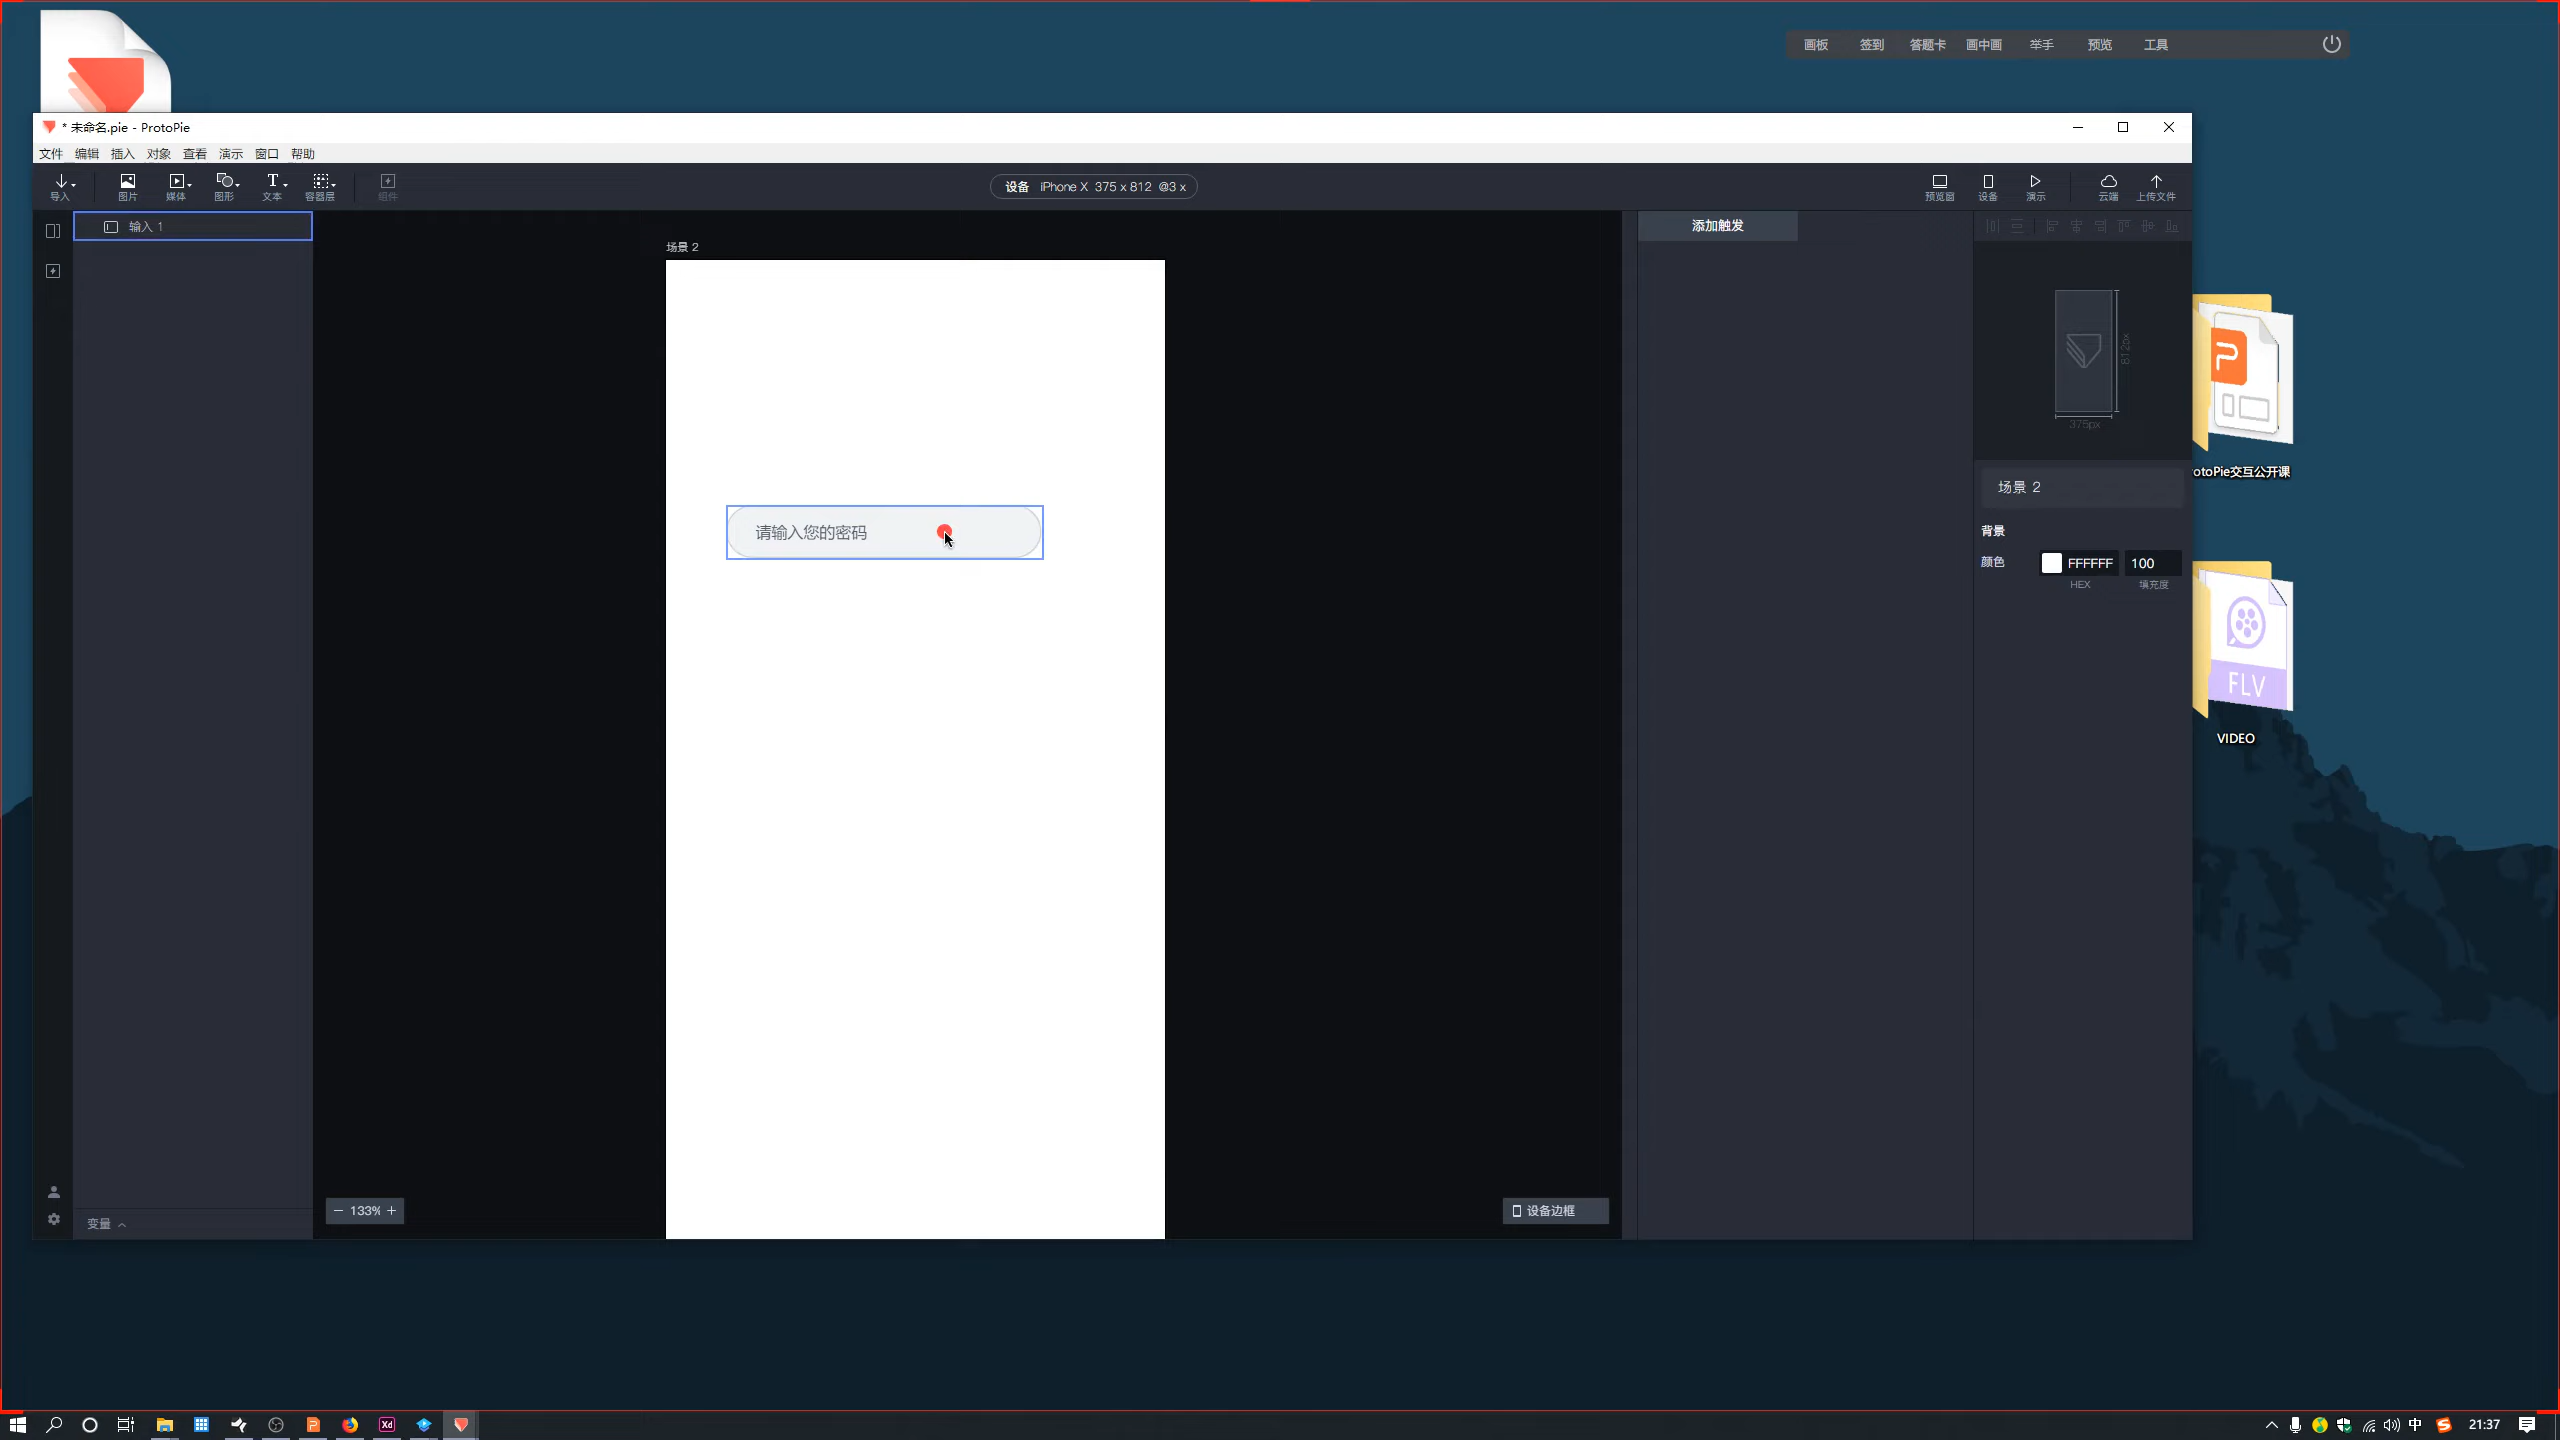 画板 签到 答题卡 画中画 举手 预览 工具
* 未命名.pie - ProtoPie
文件 编辑 插入 对象 查看 演示 窗口 帮助
导入 图片 媒体 图形 文本 容器层 组件
设备 iPhone X 375 x 812 @3 x
预览窗 设备 演示 云端 上传文件
输入 1
添加触发
场景 2
812px
375px
otoPie交互公开课
场景 2
请输入您的密码
背景
颜色 FFFFFF 100
HEX 填充度
FLV
VIDEO
变量
133%
设备边框
Xd
中
21:37